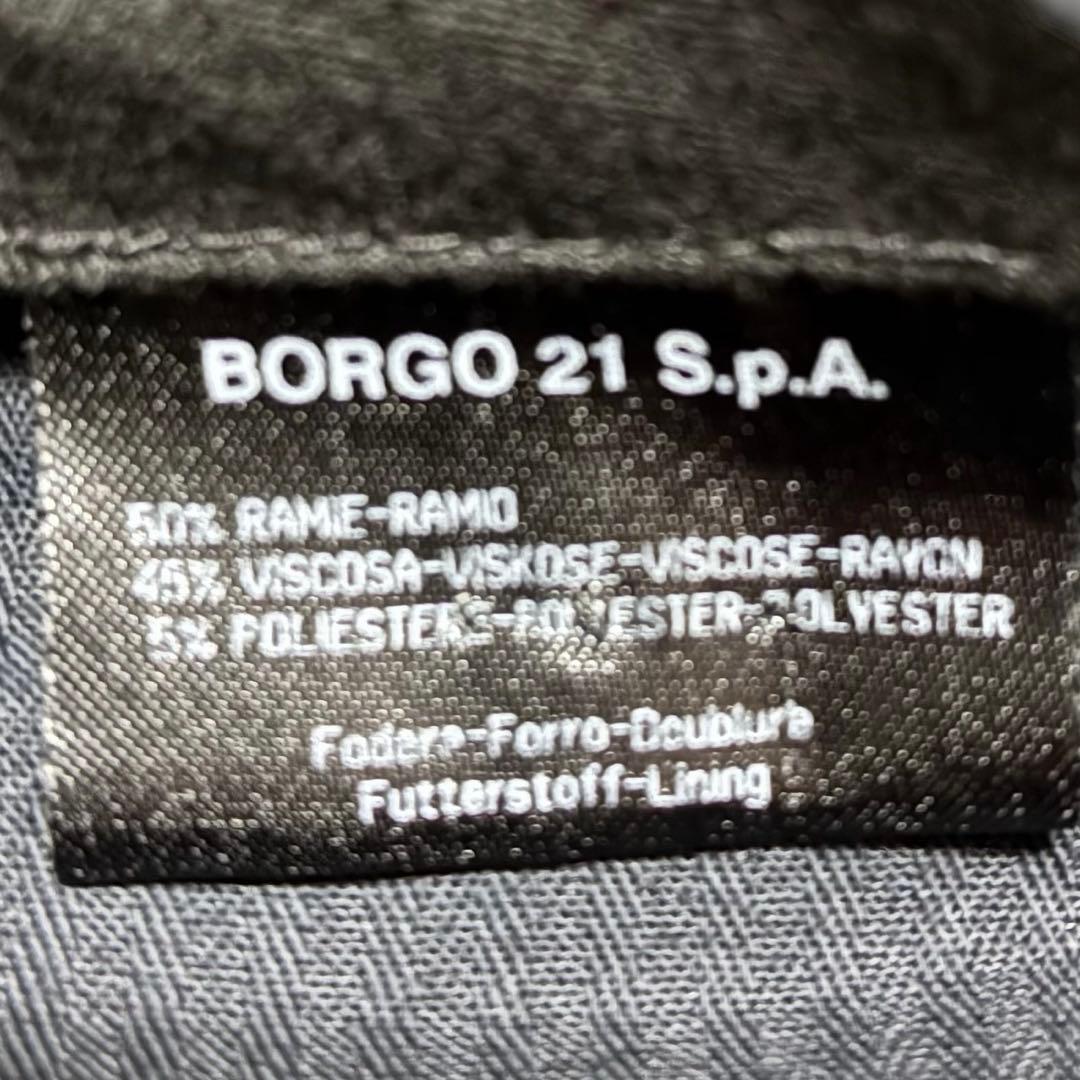 BORGO 21 S.p.A.
50% RAMIE-RAMIO
45% VISCOSA-VISKOSE-VISCOSE-RAYON
5% POLIESTERE-POLYESTER-POLYESTER
Fodera-Forro-Doublure
Futterstoff-Lining